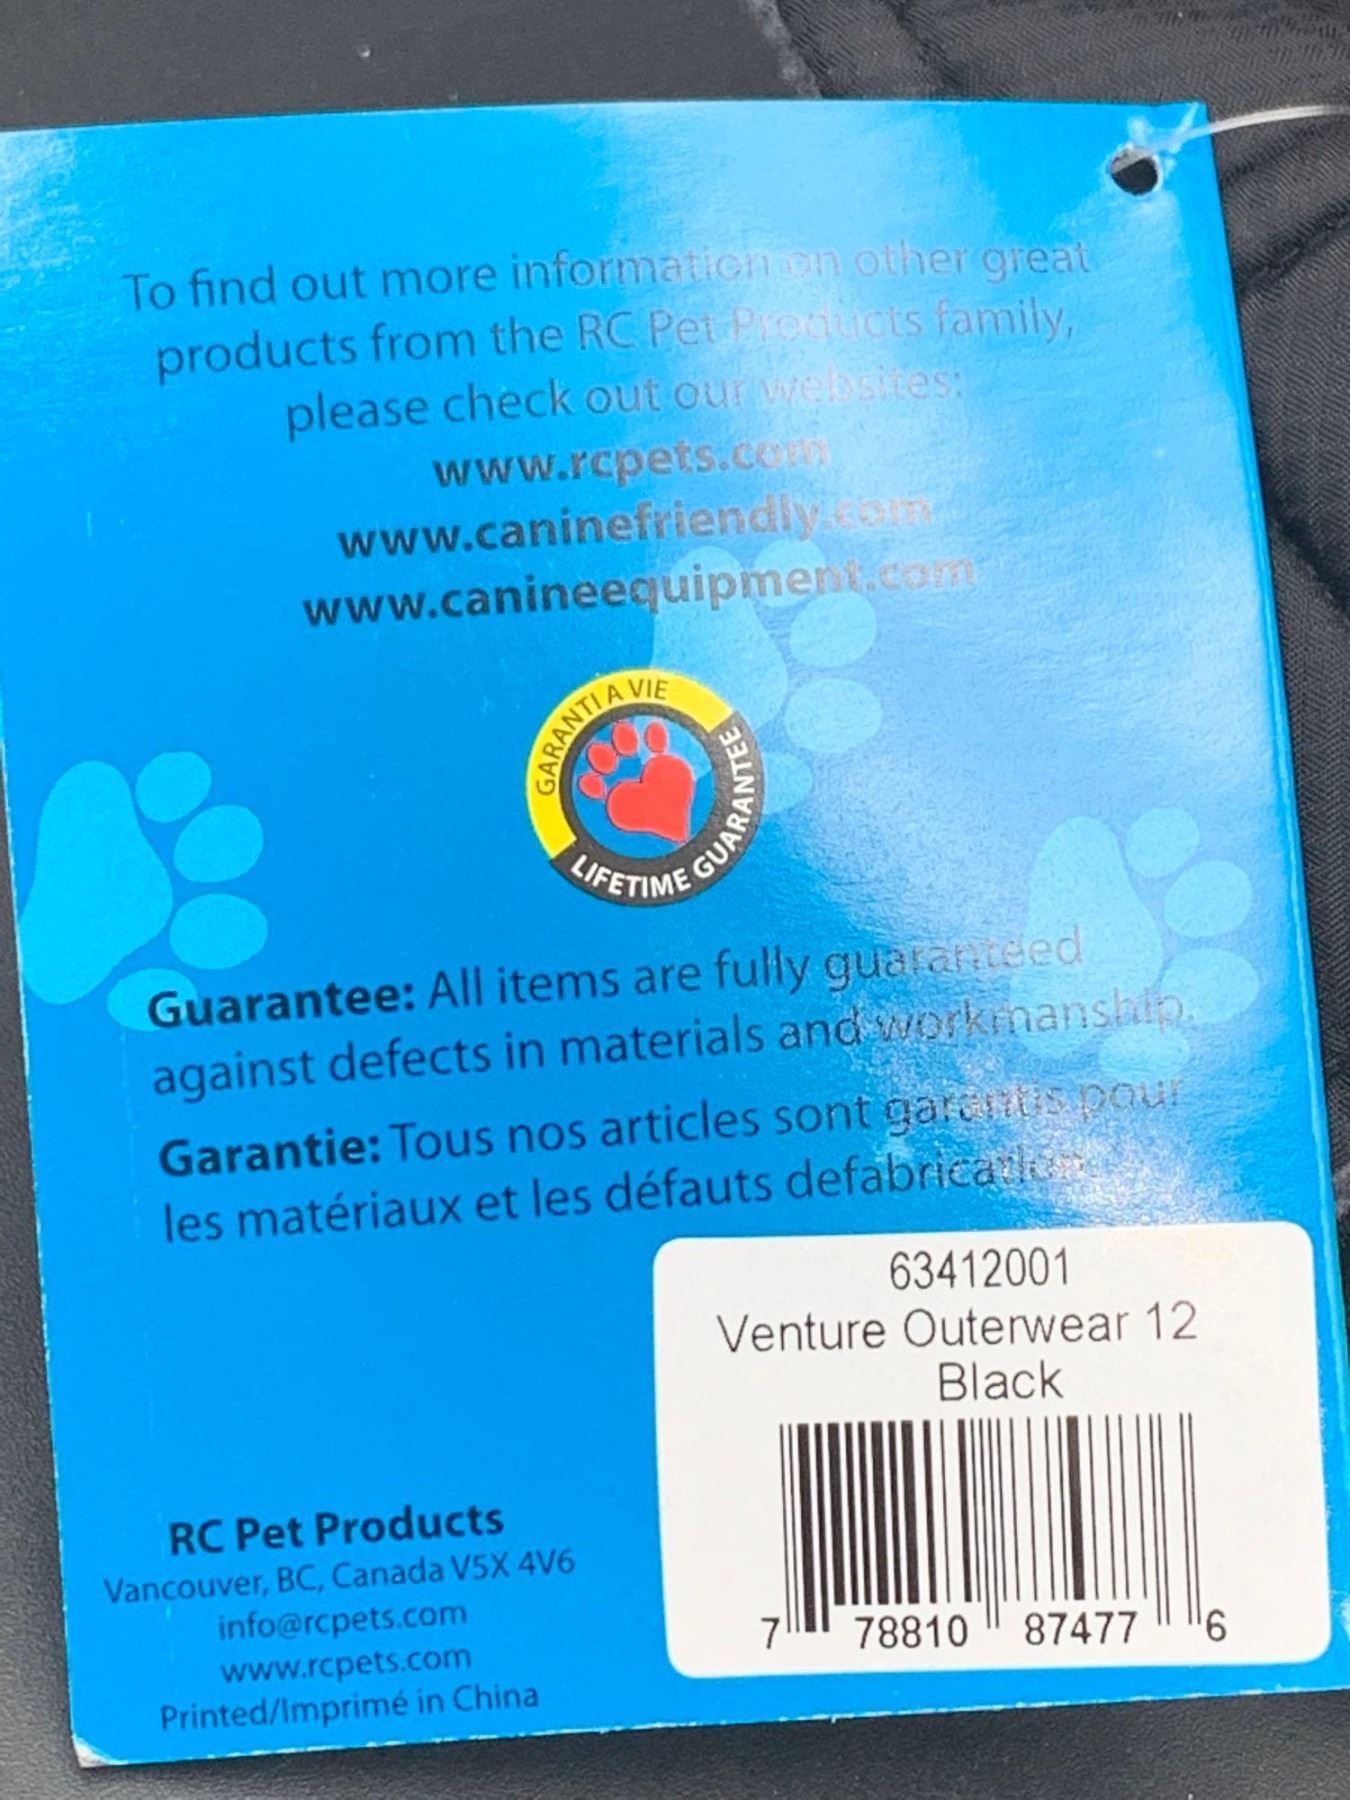 To find out more information on other great
products from the RC Pet Products family,
please check out our websites:
www.rcpets.com
www.caninefriendly.com
www.canineequipment.com
GARANTI A VIE
LIFETIME GUARANTEE
Guarantee: All items are fully guaranteed
against defects in materials and workmanship.
Garantie: Tous nos articles sont garantis pour
les matériaux et les défauts defabrication.
63412001
Venture Outerwear 12
Black
7 78810 87477 6
RC Pet Products
Vancouver, BC, Canada V5X 4V6
info@rcpets.com
www.rcpets.com
Printed/Imprimé in China